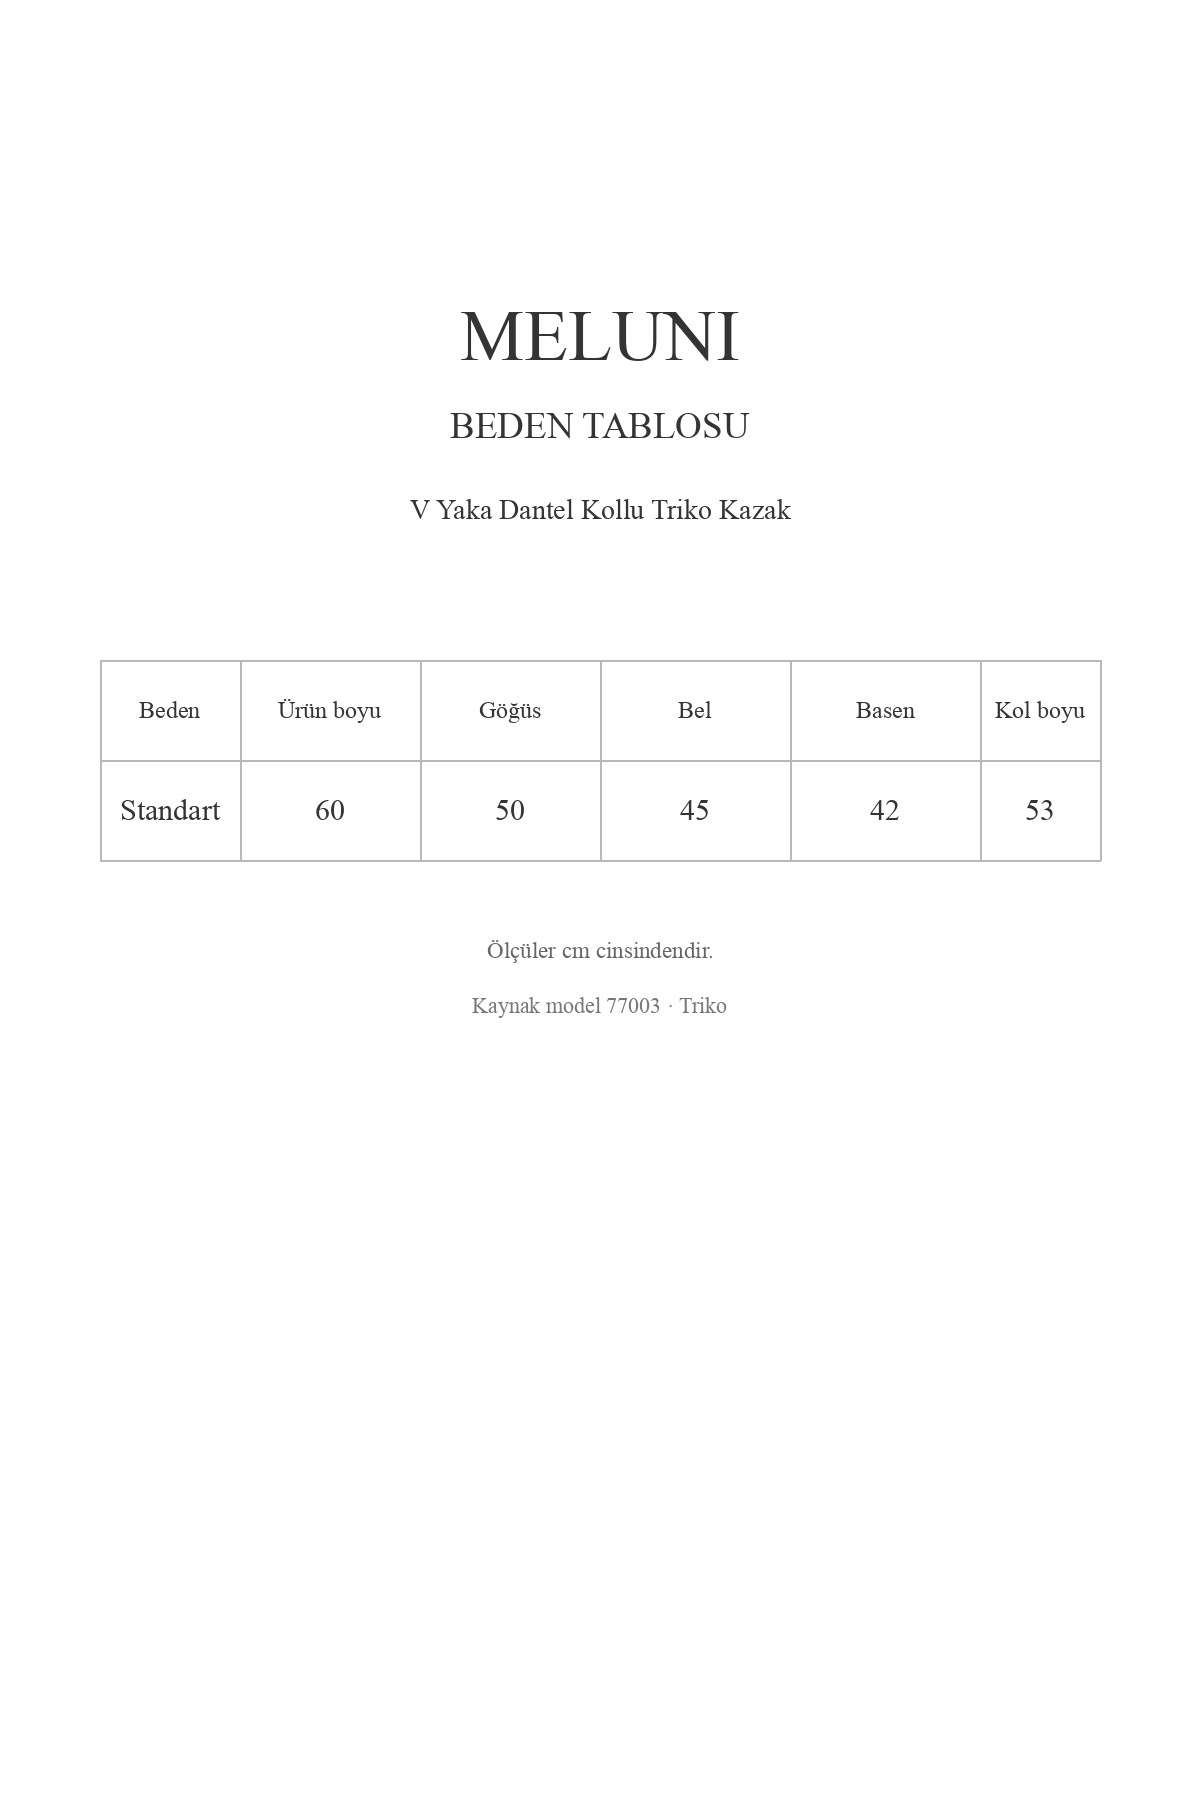 MELUNI
BEDEN TABLOSU
V Yaka Dantel Kollu Triko Kazak
Beden Ürün boyu Göğüs Bel Basen Kol boyu
Standart 60 50 45 42 53
Ölçüler cm cinsindendir.
Kaynak model 77003 · Triko